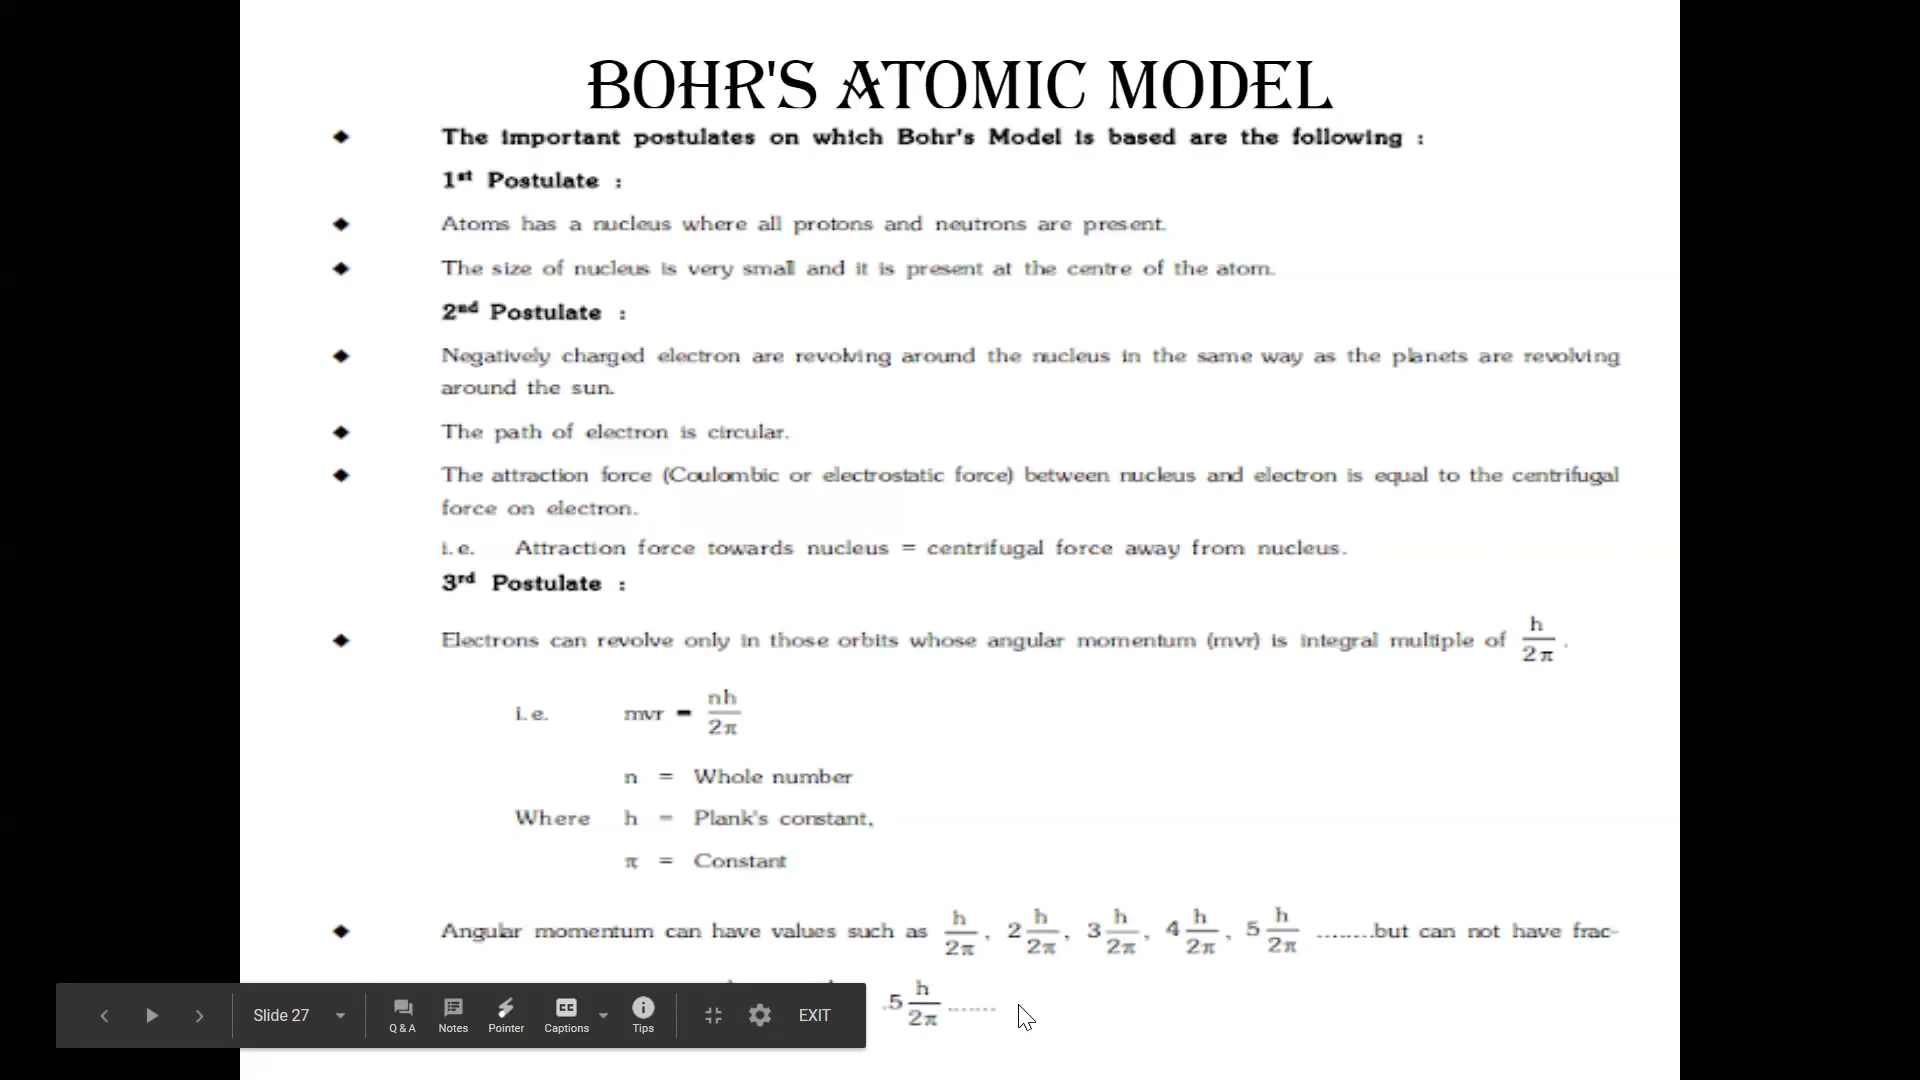 BOHR'S ATOMIC MODEL
◆ The important postulates on which Bohr's Model is based are the following :
1st Postulate :
◆ Atoms has a nucleus where all protons and neutrons are present.
◆ The size of nucleus is very small and it is present at the centre of the atom.
2nd Postulate :
◆ Negatively charged electron are revolving around the nucleus in the same way as the planets are revolving
around the sun.
◆ The path of electron is circular.
◆ The attraction force (Coulombic or electrostatic force) between nucleus and electron is equal to the centrifugal
force on electron.
i.e. Attraction force towards nucleus = centrifugal force away from nucleus.
3rd Postulate :
◆ Electrons can revolve only in those orbits whose angular momentum (mvr) is integral multiple of h/2π .
i.e. mvr = nh/2π
n = Whole number
Where h = Plank's constant,
π = Constant
◆ Angular momentum can have values such as h/2π, 2 h/2π, 3 h/2π, 4 h/2π, 5 h/2π ........but can not have frac-
.5 h/2π .......
Slide 27 Q & A Notes Pointer CC Captions Tips EXIT